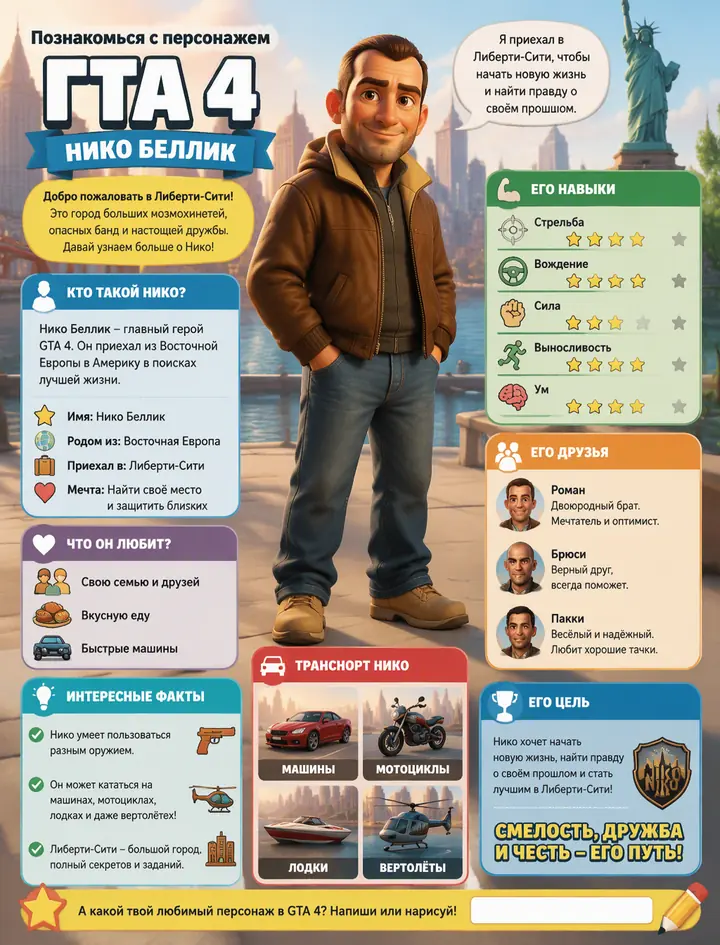 Познакомься с персонажем
ГТА 4
НИКО БЕЛЛИК
Добро пожаловать в Либерти-Сити!
Это город больших мозмохинетей,
опасных банд и настощей дружбы.
Давай узнаем больше о Нико!
Я приехал в
Либерти-Сити, чтобы
начать новую жизнь
и найти правду о
своём прошлом.
КТО ТАКОЙ НИКО?
Нико Беллик – главный герой
GTA 4. Он приехал из Восточной
Европы в Америку в поисках
лучшей жизни.
Имя: Нико Беллик
Родом из: Восточная Европа
Приехал в: Либерти-Сити
Мечта: Найти своё место
и защитить близких
ЧТО ОН ЛЮБИТ?
Свою семью и друзей
Вкусную еду
Быстрые машины
ИНТЕРЕСНЫЕ ФАКТЫ
Нико умеет пользоваться
разным оружием.
Он может кататься на
машинах, мотоциклах,
лодках и даже вертолётех!
Либерти-Сити – большой город,
полный секретов и заданий.
ТРАНСПОРТ НИКО
МАШИНЫ
МОТОЦИКЛЫ
ЛОДКИ
ВЕРТОЛЁТЫ
ЕГО НАВЫКИ
Стрельба
Вождение
Сила
Выносливость
Ум
ЕГО ДРУЗЬЯ
Роман
Двоюродный брат.
Мечтатель и оптимист.
Брюси
Верный друг,
всегда поможет.
Пакки
Весёлый и надёжный.
Любит хорошие тачки.
ЕГО ЦЕЛЬ
Нико хочет начать
новую жизнь, найти правду
о своём прошлом и стать
лучшим в Либерти-Сити!
NIKO
NIKO
СМЕЛОСТЬ, ДРУЖБА
И ЧЕСТЬ – ЕГО ПУТЬ!
А какой твой любимый персонаж в GTA 4? Напиши или нарисуй!